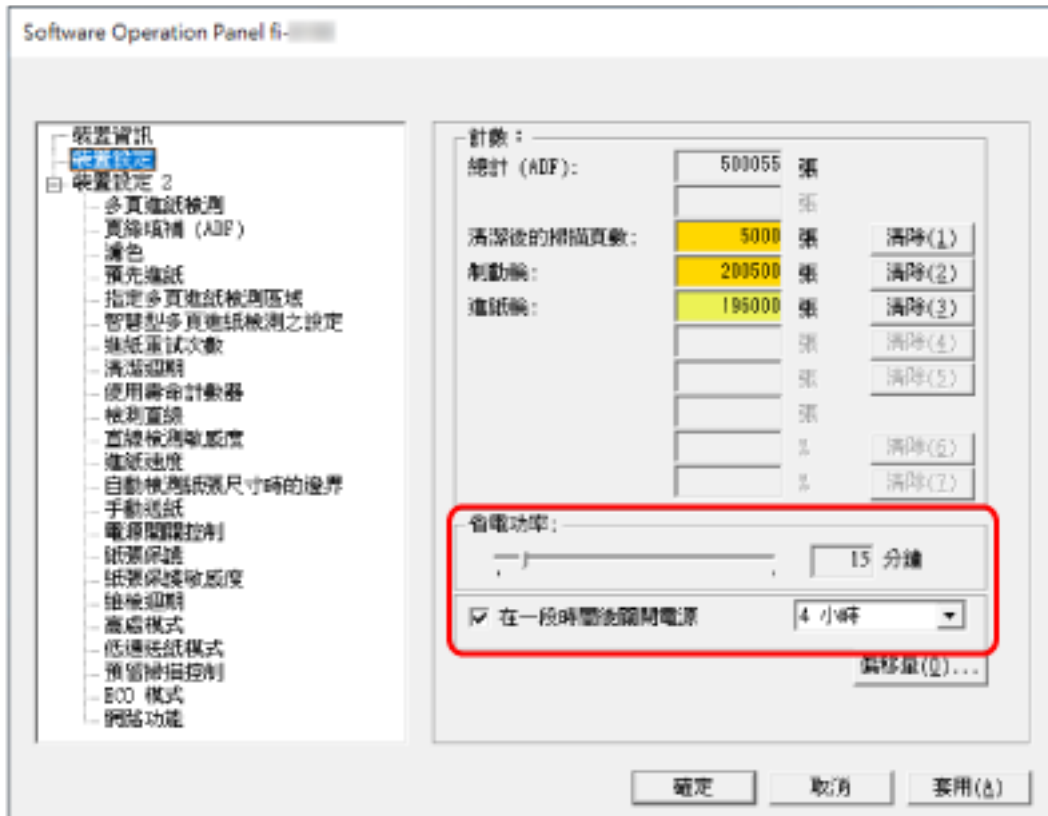 Software Operation Panel fi-
裝置資訊
裝置設定
裝置設定 2
多頁進紙檢測
頁緣填補 (ADF)
濾色
預先進紙
指定多頁進紙檢測區域
智慧型多頁進紙檢測之設定
進紙重試次數
清潔週期
使用壽命計數器
檢測直線
直線檢測敏感度
進紙速度
自動檢測紙張尺寸時的邊界
手動送紙
電源開關控制
紙張保護
紙張保護敏感度
維檢週期
高處模式
低速送紙模式
預留掃描控制
ECO 模式
網路功能
計數：
總計 (ADF): 500055 張
張
清潔後的掃描頁數: 5000 張 清除(1)
制動輪: 200500 張 清除(2)
進紙輪: 195000 張 清除(3)
張 清除(4)
張 清除(5)
張
% 清除(6)
% 清除(7)
省電功率:
15 分鐘
在一段時間後關閉電源 4 小時
偏移量(O)...
確定 取消 套用(A)